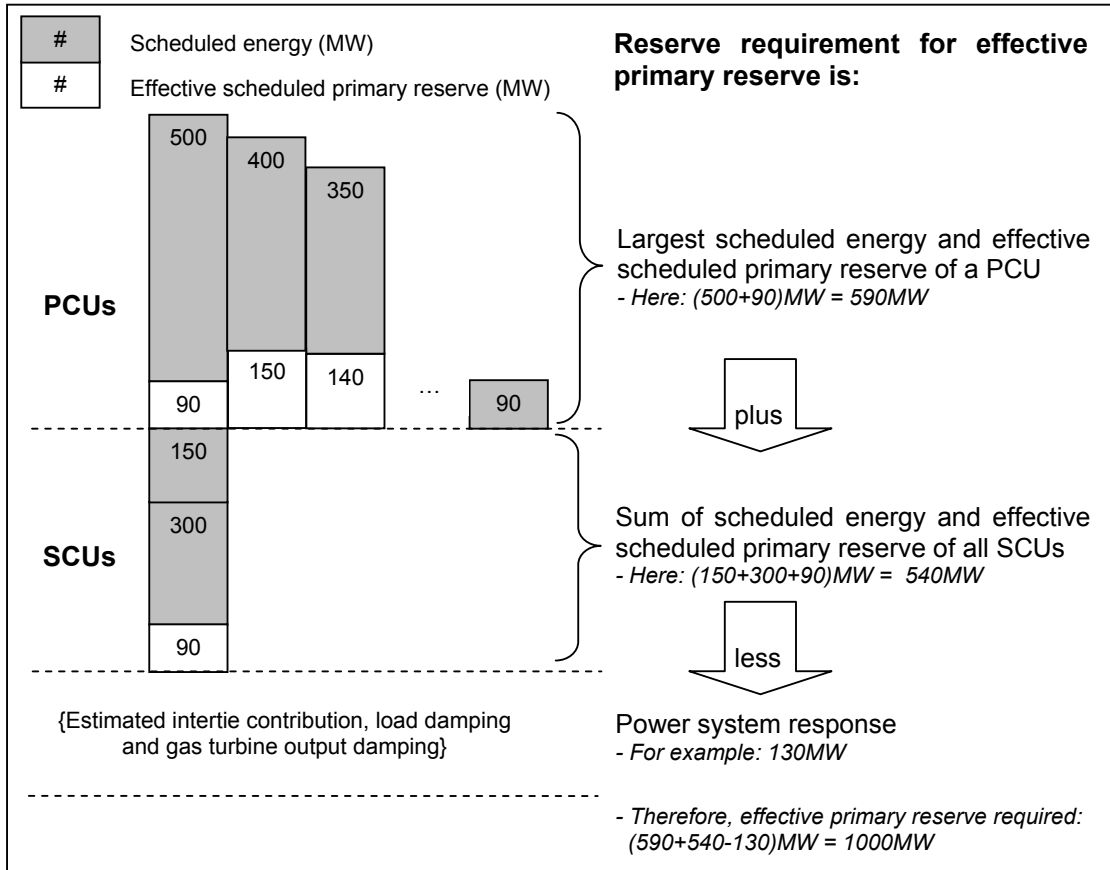 #
Scheduled energy (MW)
#
Effective scheduled primary reserve (MW)
Reserve requirement for effective
primary reserve is:
500
400
350
PCUs
90
150
140
...
90
Largest scheduled energy and effective
scheduled primary reserve of a PCU
- Here: (500+90)MW = 590MW
plus
150
300
SCUs
90
Sum of scheduled energy and effective
scheduled primary reserve of all SCUs
- Here: (150+300+90)MW = 540MW
less
{Estimated intertie contribution, load damping
and gas turbine output damping}
Power system response
- For example: 130MW
- Therefore, effective primary reserve required:
(590+540-130)MW = 1000MW